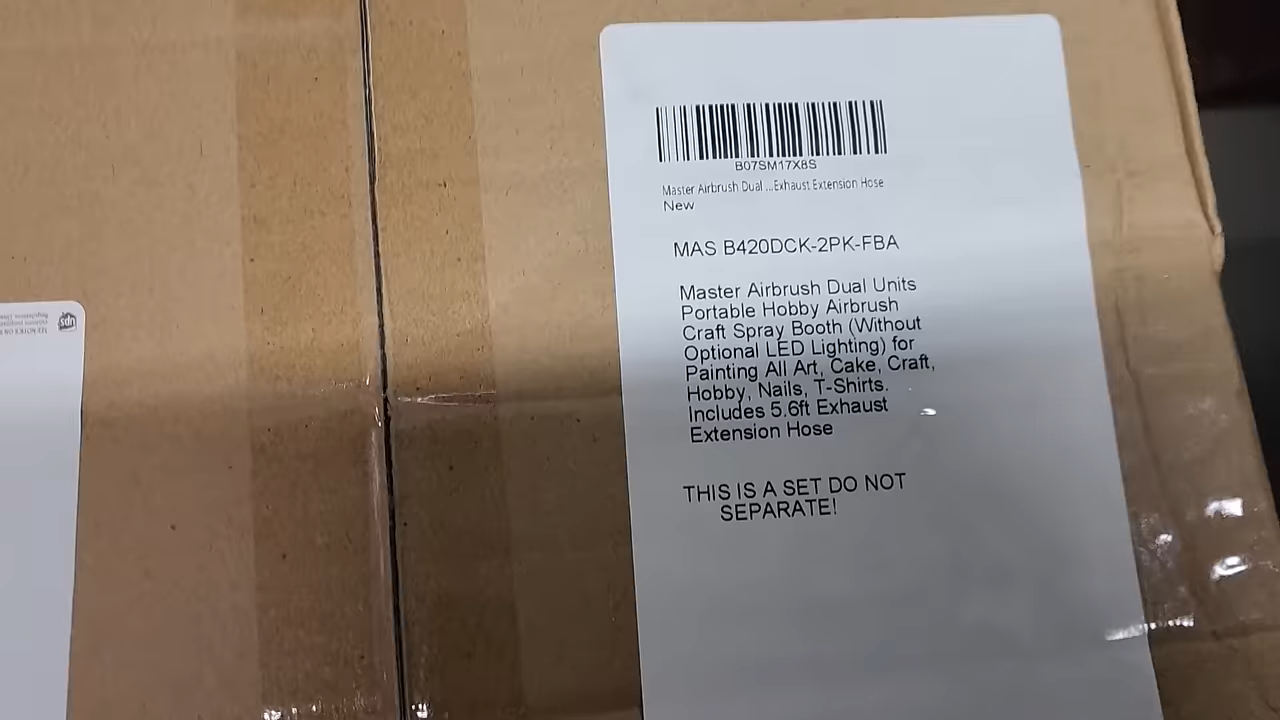 B07SM17X8S
Master Airbrush Dual ...Exhaust Extension Hose
New
MAS B420DCK-2PK-FBA
Master Airbrush Dual Units
Portable Hobby Airbrush
Craft Spray Booth (Without
Optional LED Lighting) for
Painting All Art, Cake, Craft,
Hobby, Nails, T-Shirts.
Includes 5.6ft Exhaust
Extension Hose
THIS IS A SET DO NOT
SEPARATE!
ups